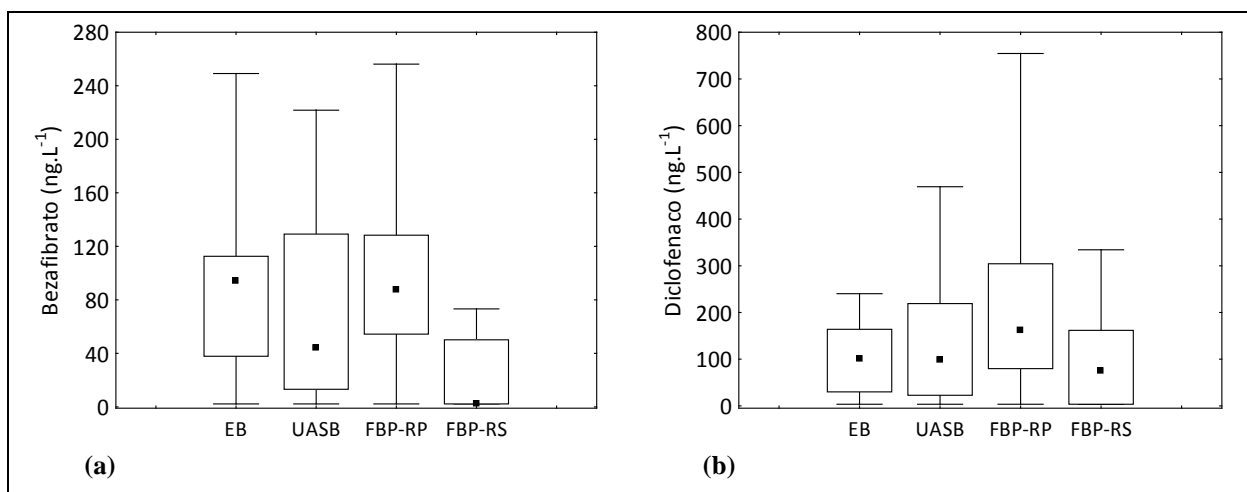 280
240
200
160
120
80
40
0
Bezafibrato (ng.L⁻¹)
EB UASB FBP-RP FBP-RS
(a)
800
700
600
500
400
300
200
100
0
Diclofenaco (ng.L⁻¹)
EB UASB FBP-RP FBP-RS
(b)